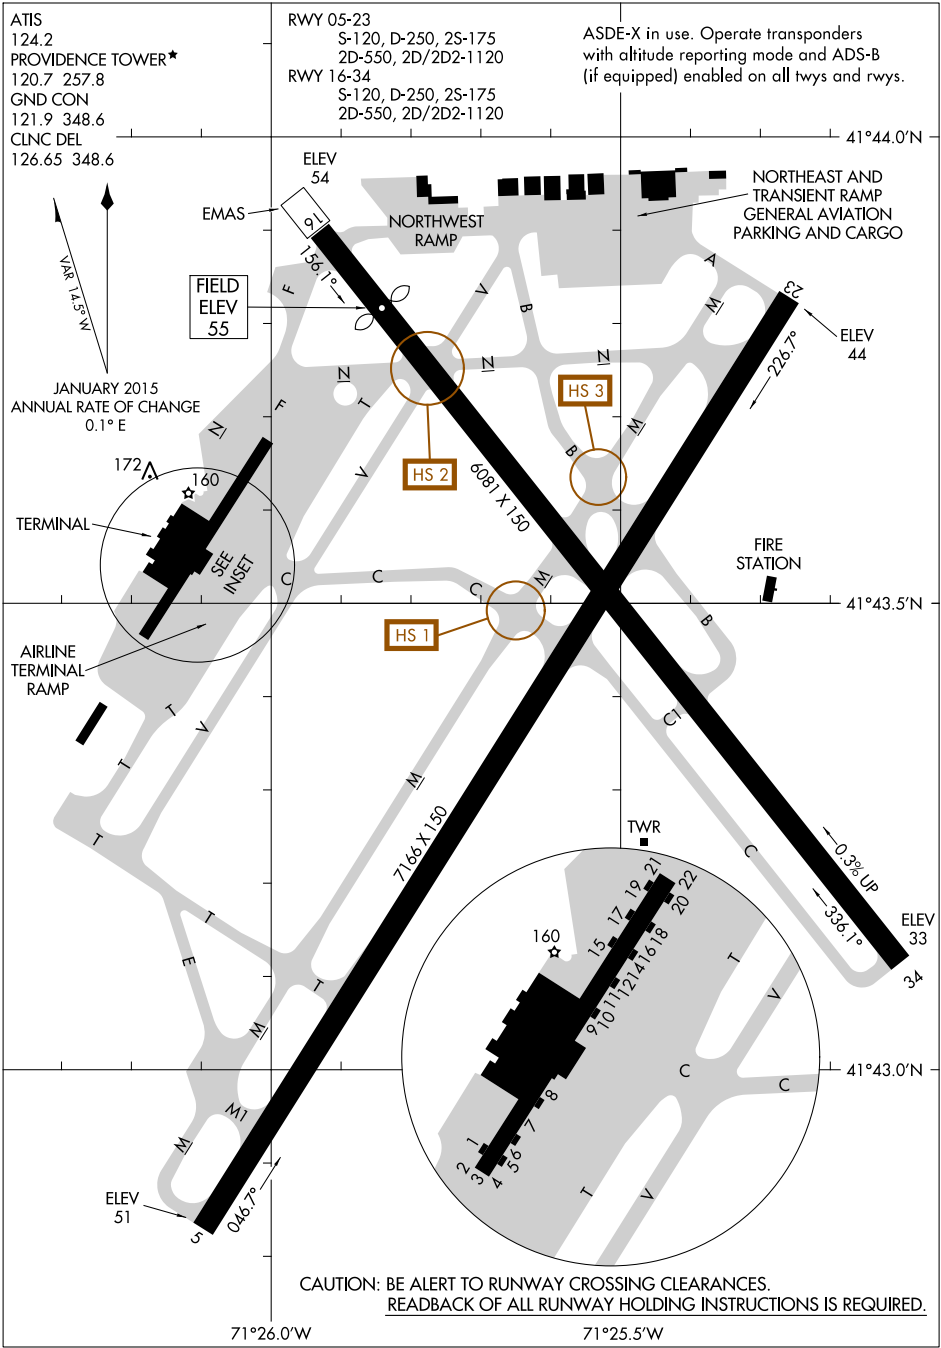 ATIS
124.2
PROVIDENCE TOWER★
120.7 257.8
GND CON
121.9 348.6
CLNC DEL
126.65 348.6
RWY 05-23
S-120, D-250, 2S-175
2D-550, 2D/2D2-1120
RWY 16-34
S-120, D-250, 2S-175
2D-550, 2D/2D2-1120
ASDE-X in use. Operate transponders
with altitude reporting mode and ADS-B
(if equipped) enabled on all twys and rwys.
41°44.0'N
VAR 14.5° W
JANUARY 2015
ANNUAL RATE OF CHANGE
0.1° E
ELEV
54
EMAS
16
156.1°
FIELD
ELEV
55
NORTHWEST
RAMP
NORTHEAST AND
TRANSIENT RAMP
GENERAL AVIATION
PARKING AND CARGO
A
M
23
ELEV
44
226.7°
F
V
B
N
N
N
T
F
N
V
HS 2
HS 3
B
M
6081 X 150
172
160
TERMINAL
SEE
INSET
C
C
C
M
FIRE
STATION
41°43.5'N
HS 1
B
AIRLINE
TERMINAL
RAMP
T
V
T
C1
M
T
7166 X 150
TWR
C
0.3% UP
336.1°
ELEV
33
34
T
E
T
M
M1
M
ELEV
51
5
046.7°
160
21
22
19
20
17
18
15
16
14
12
11
10
9
8
7
6
5
4
3
2
1
T
V
C
C
T
V
41°43.0'N
CAUTION: BE ALERT TO RUNWAY CROSSING CLEARANCES.
READBACK OF ALL RUNWAY HOLDING INSTRUCTIONS IS REQUIRED.
71°26.0'W
71°25.5'W